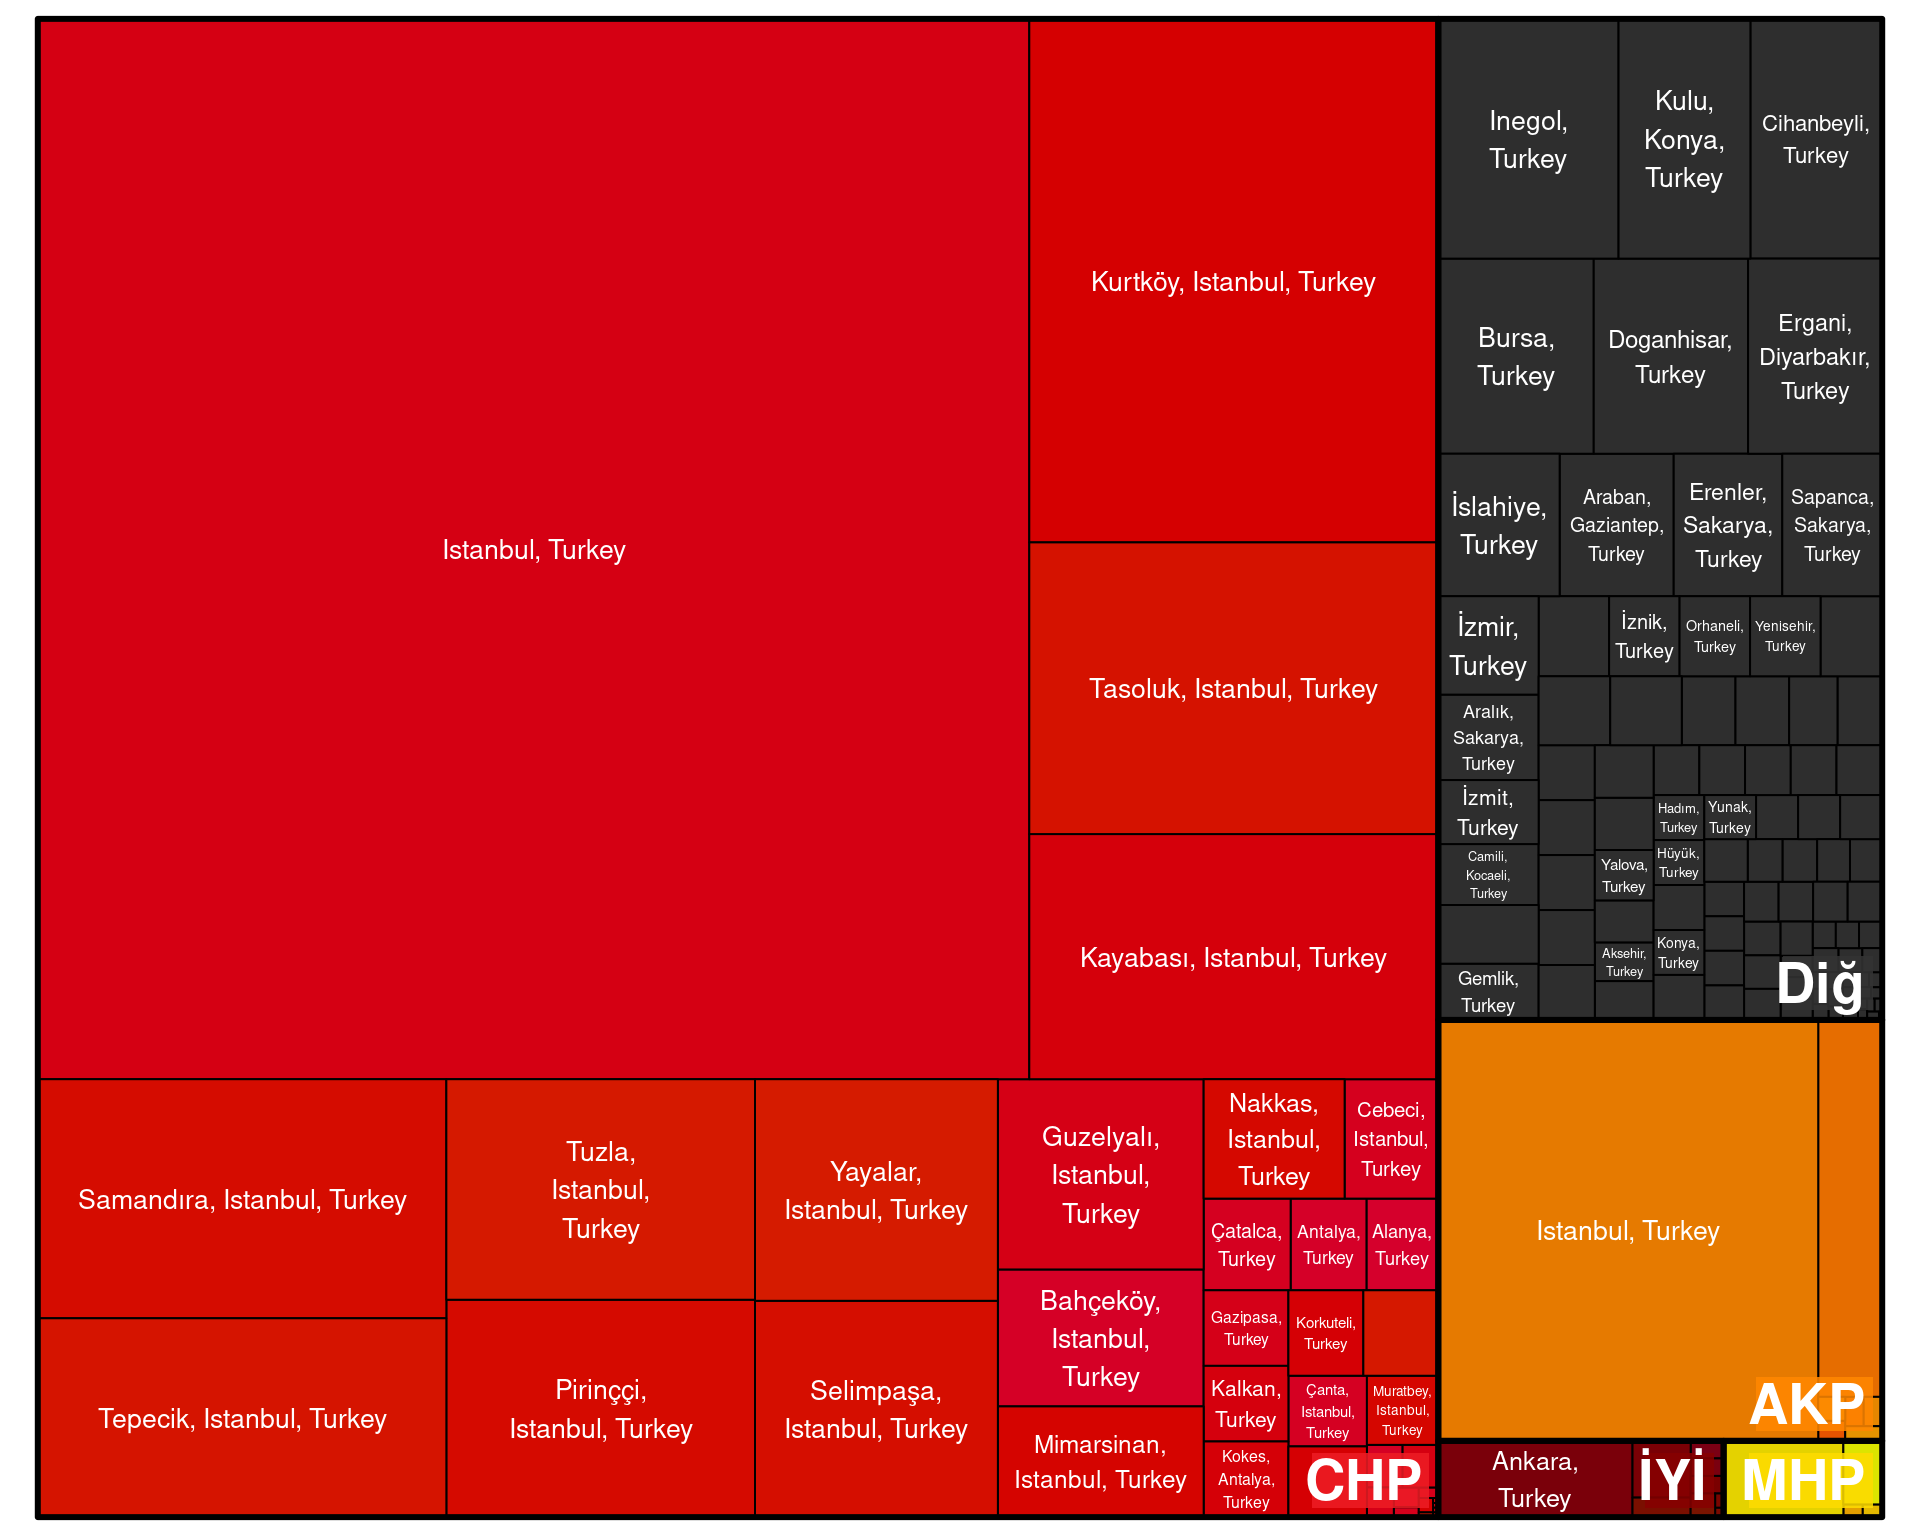 Istanbul, Turkey
Kurtköy, Istanbul, Turkey
Tasoluk, Istanbul, Turkey
Kayabası, Istanbul, Turkey
Samandıra, Istanbul, Turkey
Tepecik, Istanbul, Turkey
Tuzla,
Istanbul,
Turkey
Pirinççi,
Istanbul, Turkey
Yayalar,
Istanbul, Turkey
Selimpaşa,
Istanbul, Turkey
Guzelyalı,
Istanbul,
Turkey
Bahçeköy,
Istanbul,
Turkey
Mimarsinan,
Istanbul, Turkey
Nakkas,
Istanbul,
Turkey
Cebeci,
Istanbul,
Turkey
Çatalca,
Turkey
Antalya,
Turkey
Alanya,
Turkey
Gazipasa,
Turkey
Korkuteli,
Turkey
Kalkan,
Turkey
Çanta,
Istanbul,
Turkey
Muratbey,
Istanbul,
Turkey
Kokes,
Antalya,
Turkey
CHP
Inegol,
Turkey
Kulu,
Konya,
Turkey
Cihanbeyli,
Turkey
Bursa,
Turkey
Doganhisar,
Turkey
Ergani,
Diyarbakır,
Turkey
İslahiye,
Turkey
Araban,
Gaziantep,
Turkey
Erenler,
Sakarya,
Turkey
Sapanca,
Sakarya,
Turkey
İzmir,
Turkey
İznik,
Turkey
Orhaneli,
Turkey
Yenisehir,
Turkey
Aralık,
Sakarya,
Turkey
İzmit,
Turkey
Camili,
Kocaeli,
Turkey
Gemlik,
Turkey
Hadım,
Turkey
Yunak,
Turkey
Yalova,
Turkey
Hüyük,
Turkey
Aksehir,
Turkey
Konya,
Turkey
Diğ
Istanbul, Turkey
AKP
Ankara,
Turkey
İYİ
MHP